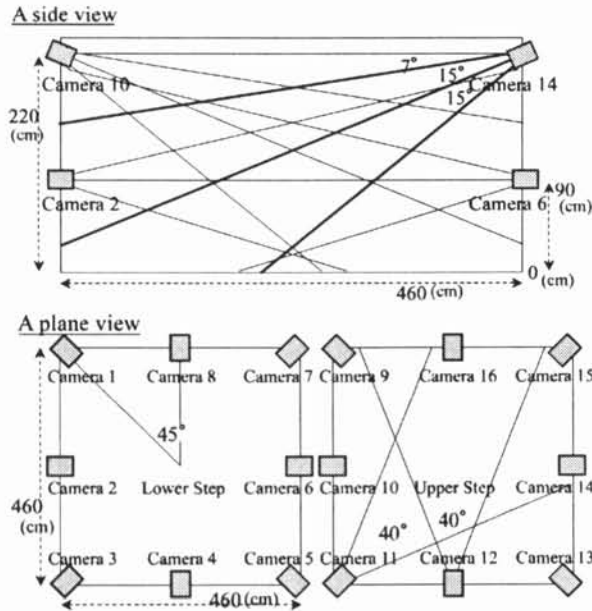 A side view
7°
15°
15°
Camera 10
Camera 14
220
(cm)
Camera 2
Camera 6
90
(cm)
0 (cm)
460 (cm)
A plane view
Camera 1
Camera 8
Camera 7
Camera 9
Camera 16
Camera 15
45°
Camera 2
Lower Step
Camera 6
Camera 10
Upper Step
Camera 14
460
(cm)
40°
40°
Camera 3
Camera 4
Camera 5
Camera 11
Camera 12
Camera 13
460 (cm)